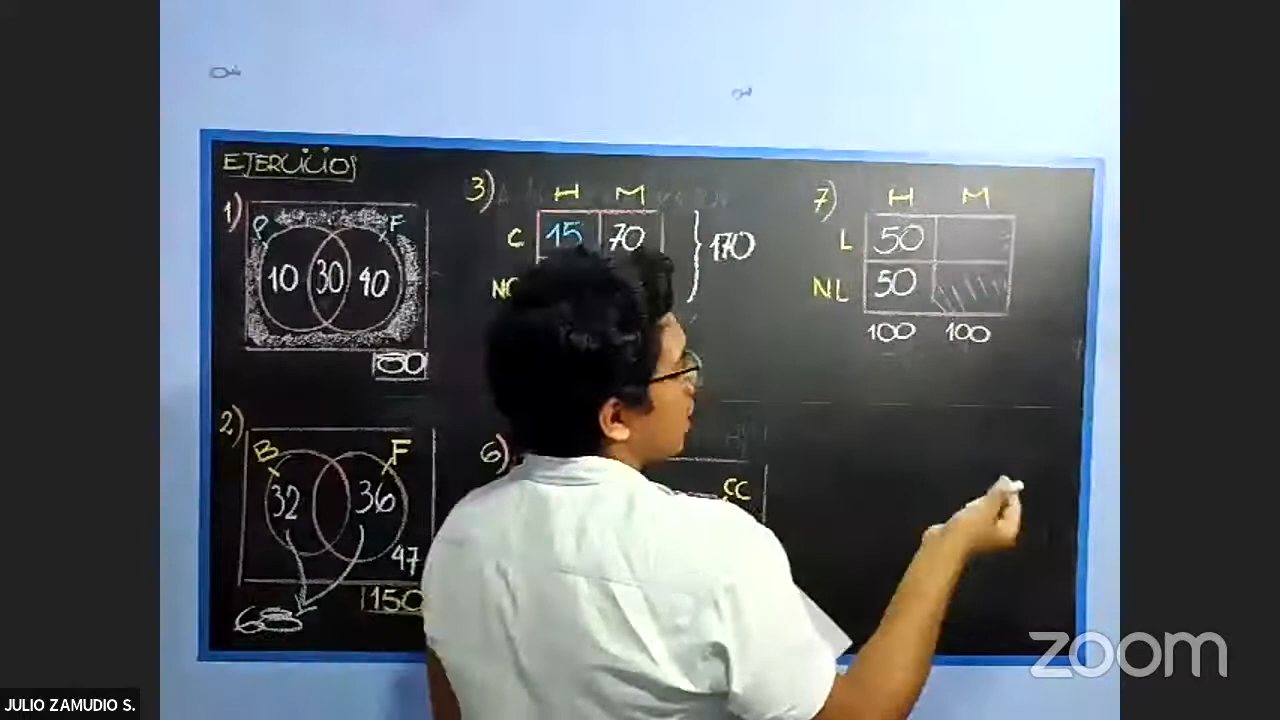 EJERCICIOS
1)
P F
10 30 40
80
2)
B F
32 36
47
68
150
3)
H M
C 15 70
170
6)
CC
7)
H M
L 50
NL 50
100 100
zoom
JULIO ZAMUDIO S.